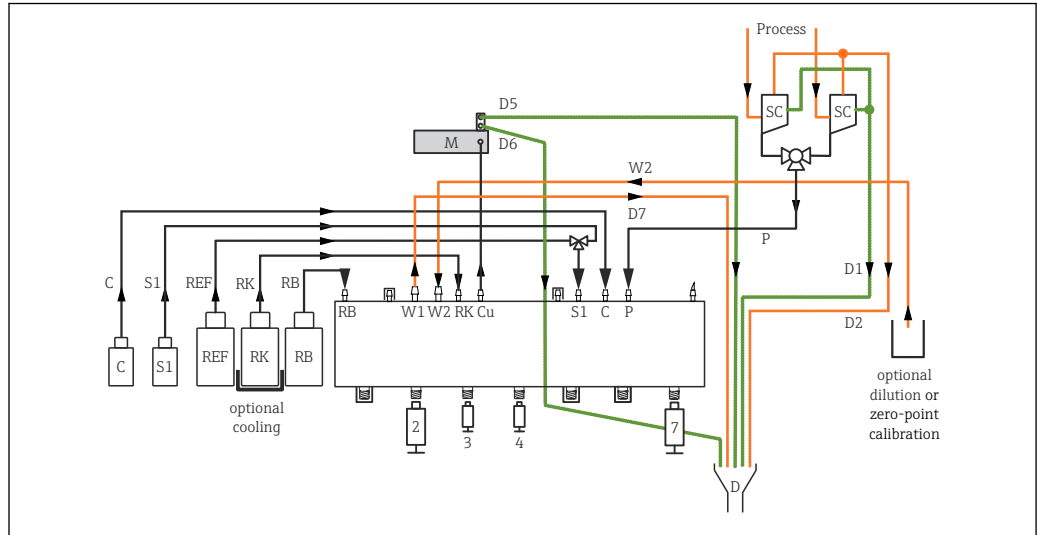 Process
SC
SC
D5
M
D6
W2
D7
P
C
S1
REF
RK
RB
D1
RB
W1
W2
RK
Cu
S1
C
P
D2
C
S1
REF
RK
RB
optional
cooling
2
3
4
7
optional
dilution or
zero-point
calibration
D